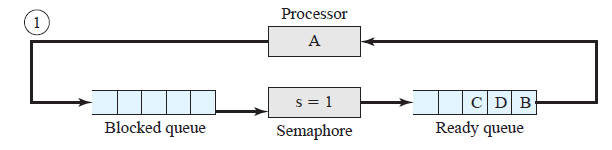 1
Processor
A
s = 1
C D B
Blocked queue
Semaphore
Ready queue